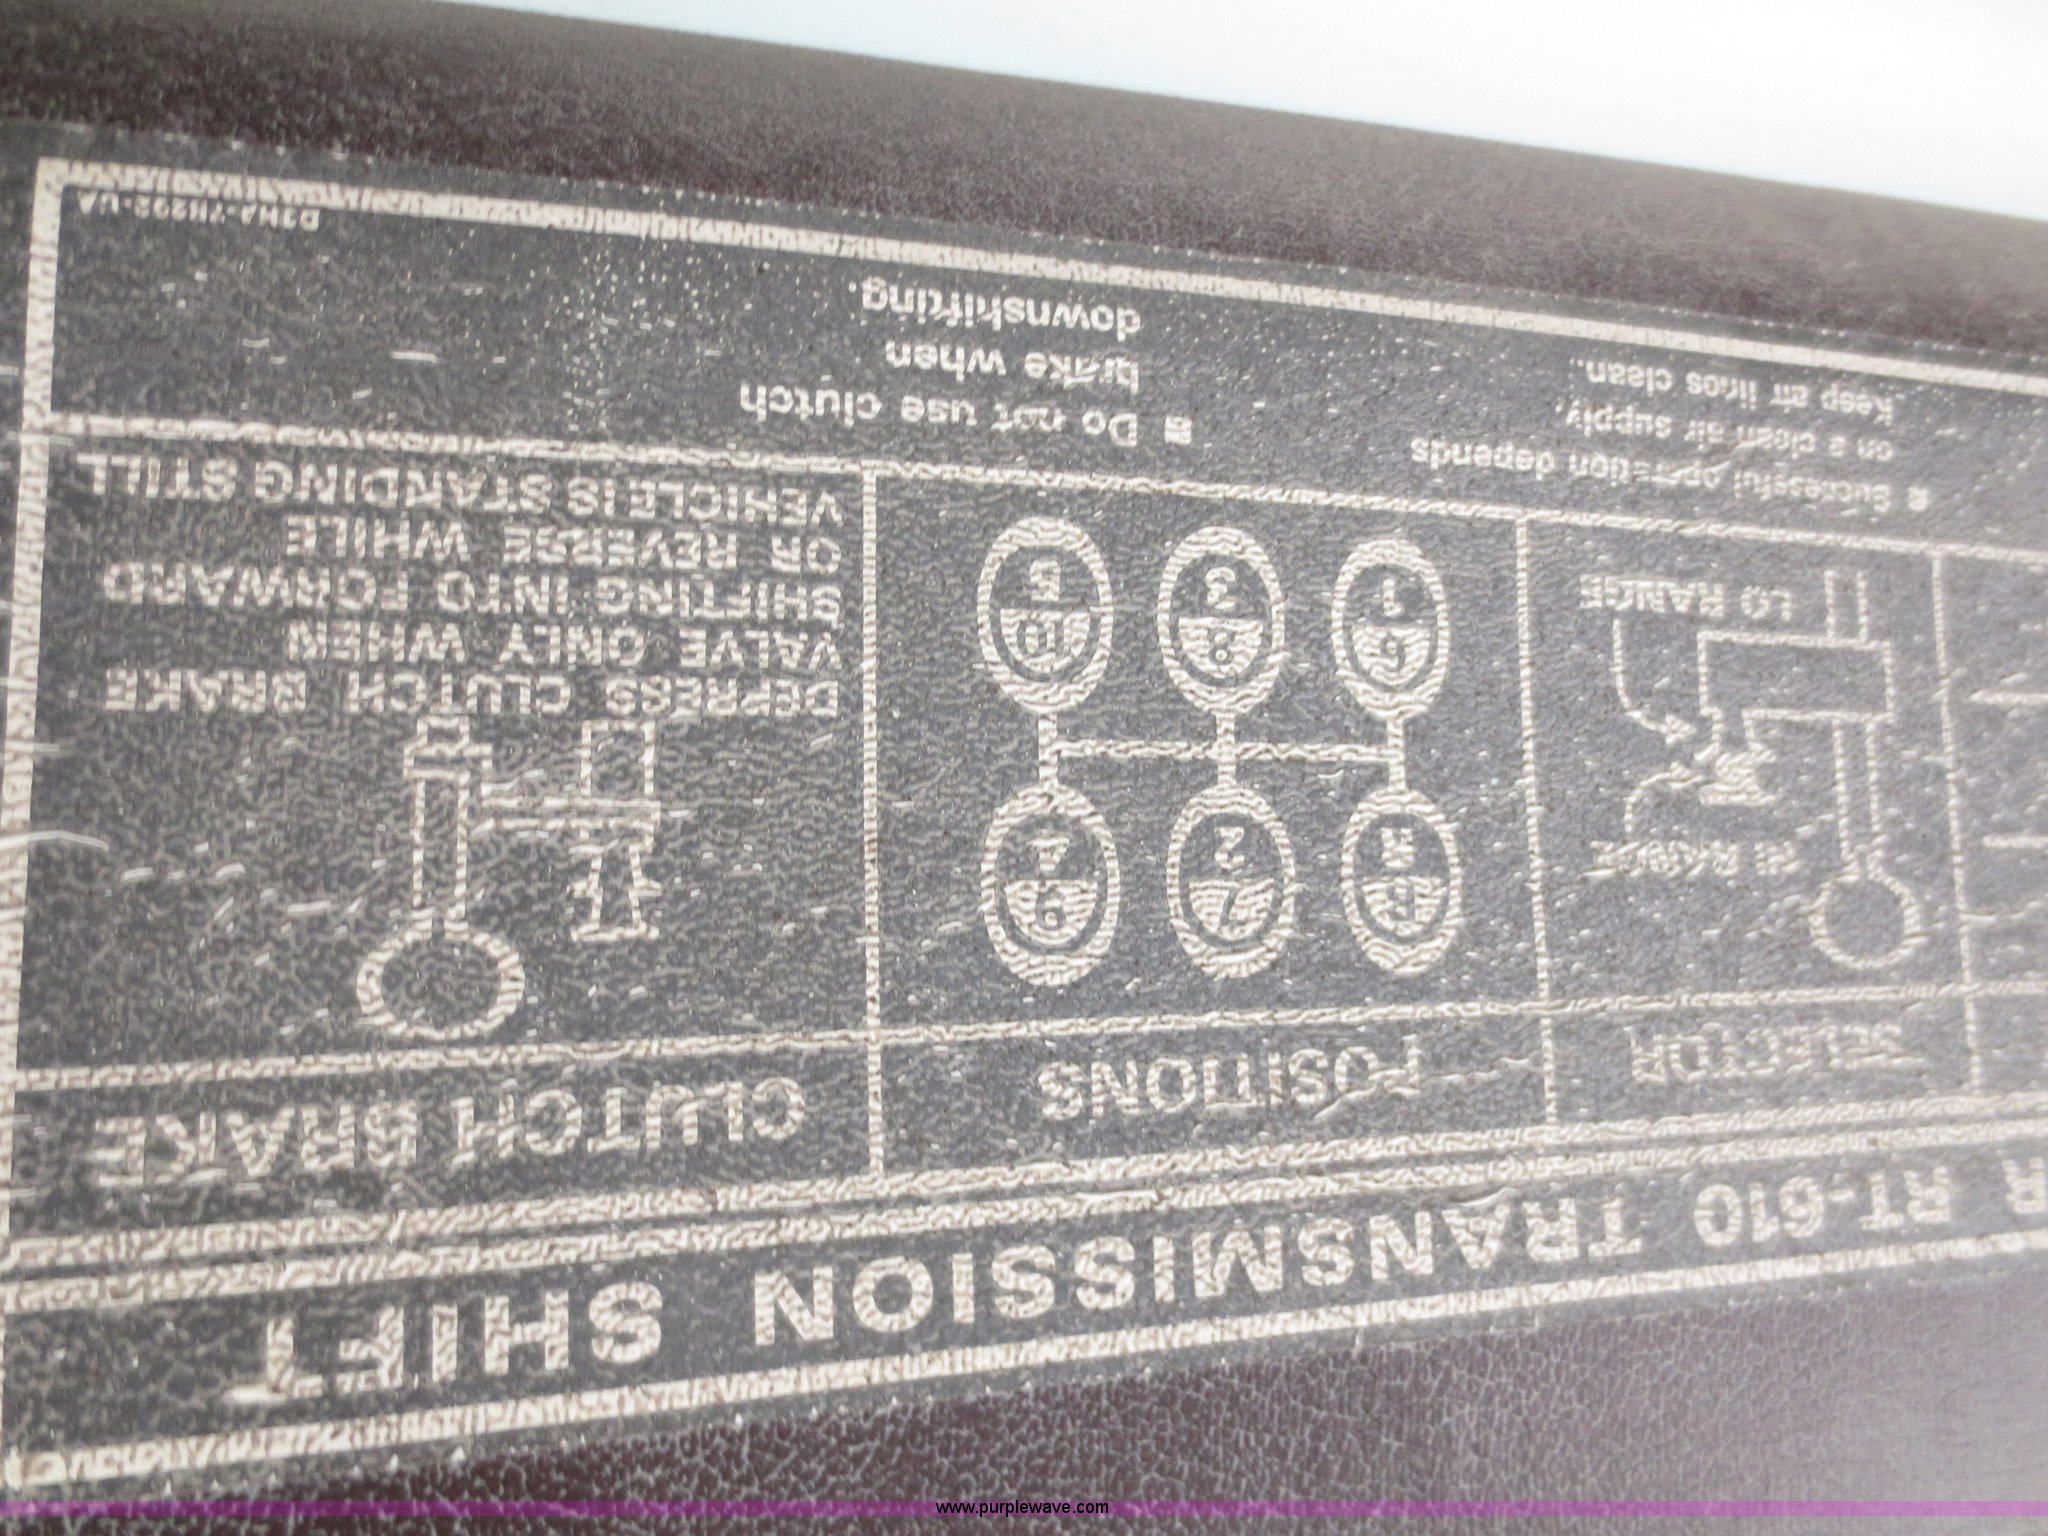 R RT-610 TRANSMISSION SHIFT
SELECTOR
POSITIONS
CLUTCH BRAKE
HI RANGE
LO RANGE
R R
7 2
9 4
6 1
8 3
10 5
DEPRESS CLUTCH BRAKE
VALVE ONLY WHEN
SHIFTING INTO FORWARD
OR REVERSE WHILE
VEHICLE IS STANDING STILL
■ Successful operation depends
on a clean air supply.
Keep air lines clean.
■ Do not use clutch
brake when
downshifting.
www.purplewave.com